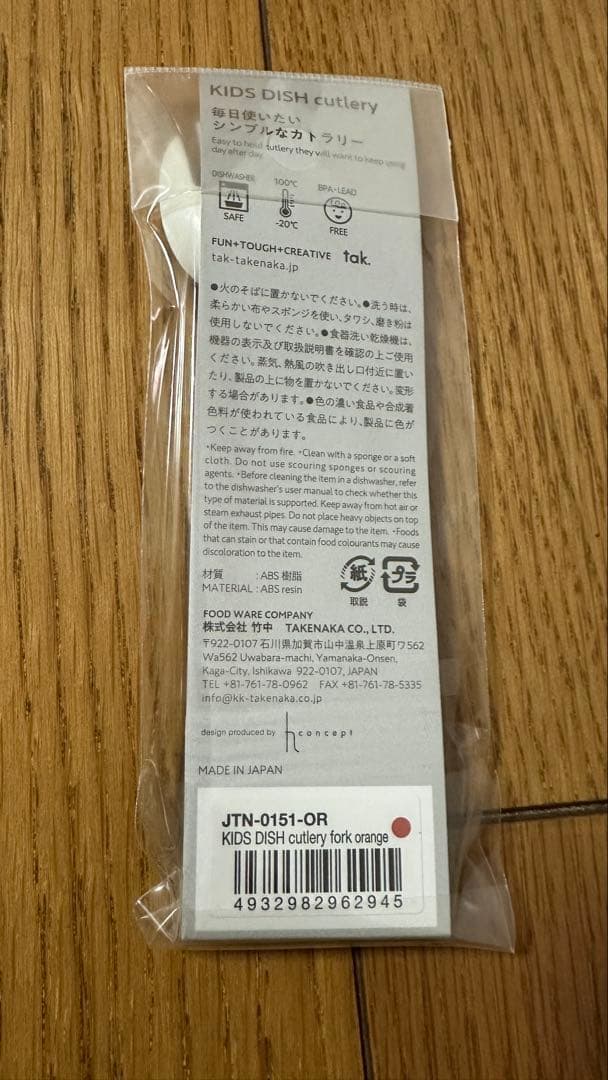 KIDS DISH cutlery
毎日使いたい
シンプルなカトラリー
Easy to hold cutlery they will want to keep using
day after day.
DISHWASHER
SAFE
100℃
-20℃
BPA・LEAD
FREE
FUN+TOUGH+CREATIVE tak.
tak-takenaka.jp
●火のそばに置かないでください。●洗う時は、
柔らかい布やスポンジを使い、タワシ、磨き粉は
使用しないでください。●食器洗い乾燥機は、
機器の表示及び取扱説明書を確認の上ご使用
ください。蒸気、熱風の吹き出し口付近に置い
たり、製品の上に物を置かないでください。変形
する場合があります。●色の濃い食品や合成着
色料が使われている食品により、製品に色が
つくことがあります。
•Keep away from fire. •Clean with a sponge or a soft
cloth. Do not use scouring sponges or scouring
agents. •Before cleaning the item in a dishwasher, refer
to the dishwasher's user manual to check whether this
type of material is supported. Keep away from hot air or
steam exhaust pipes. Do not place heavy objects on top
of the item. This may cause damage to the item. •Foods
that can stain or that contain food colourants may cause
discoloration to the item.
材質 : ABS 樹脂
MATERIAL : ABS resin
紙
取説
プラ
袋
FOOD WARE COMPANY
株式会社 竹中 TAKENAKA CO., LTD.
〒922-0107 石川県加賀市山中温泉上原町ワ562
Wa562 Uwabara-machi, Yamanaka-Onsen,
Kaga-City, Ishikawa 922-0107, JAPAN
TEL +81-761-78-0962 FAX +81-761-78-5335
info@kk-takenaka.co.jp
design produced by h concept
MADE IN JAPAN
JTN-0151-OR
KIDS DISH cutlery fork orange
4932982962945